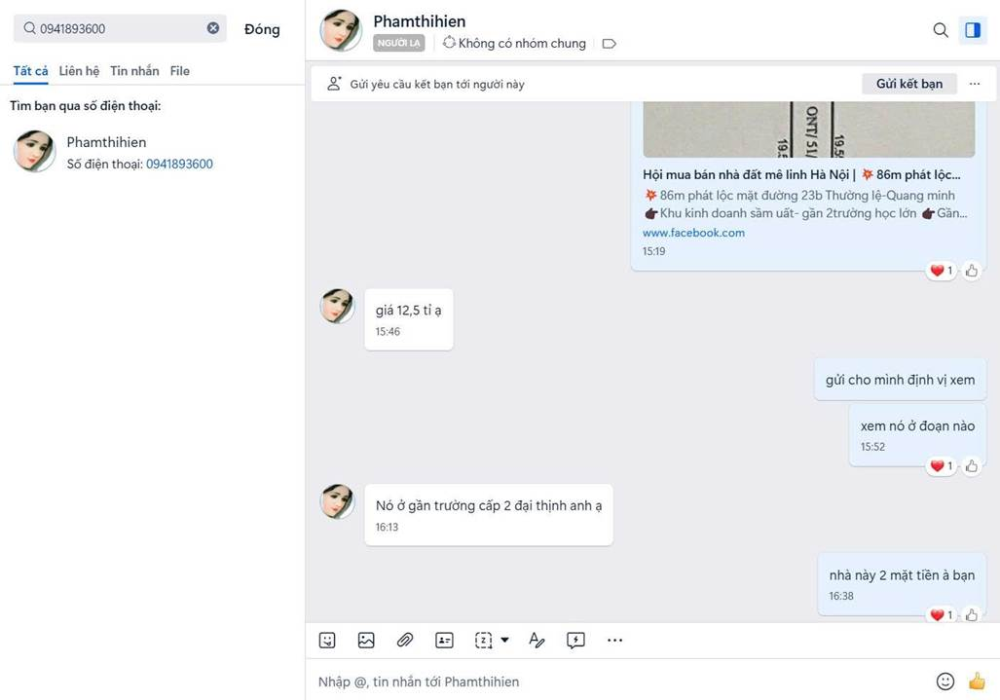 0941893600
Đóng
Tất cả Liên hệ Tin nhắn File
Tìm bạn qua số điện thoại:
Phamthihien
Số điện thoại: 0941893600
Phamthihien
NGƯỜI LẠ
Không có nhóm chung
Gửi yêu cầu kết bạn tới người này
Gửi kết bạn
ONT/ 51/
Hội mua bán nhà đất mê linh Hà Nội | 💥 86m phát lộc...
💥 86m phát lộc mặt đường 23b Thường lệ-Quang minh
👉🏿Khu kinh doanh sầm uất- gần 2trường học lớn 👉🏿Gần...
www.facebook.com
15:19
❤️ 1
giá 12,5 tỉ ạ
15:46
gửi cho mình định vị xem
xem nó ở đoạn nào
15:52
❤️ 1
Nó ở gần trường cấp 2 đại thịnh anh ạ
16:13
nhà này 2 mặt tiền à bạn
16:38
❤️ 1
Nhập @, tin nhắn tới Phamthihien